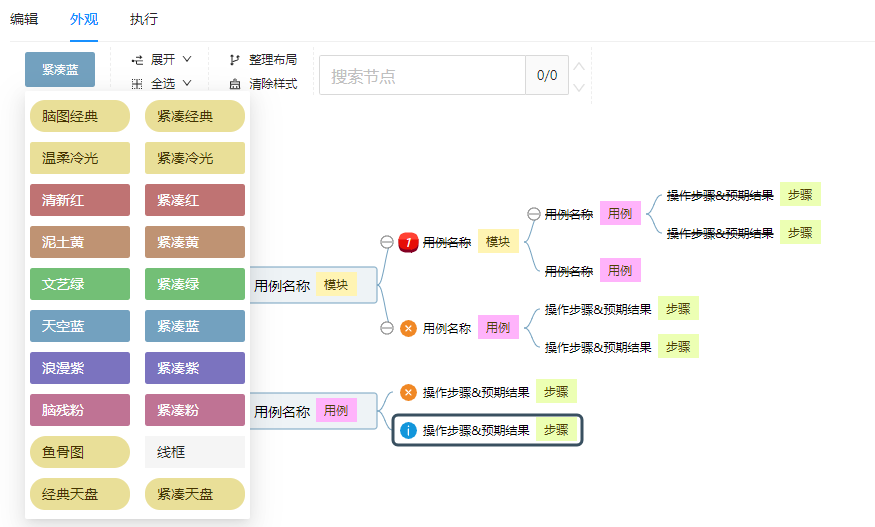 编辑 外观 执行
紧凑蓝 展开 整理布局
全选 清除样式
搜索节点 0/0
脑图经典 紧凑经典
温柔冷光 紧凑冷光
清新红 紧凑红
泥土黄 紧凑黄
文艺绿 紧凑绿
天空蓝 紧凑蓝
浪漫紫 紧凑紫
脑残粉 紧凑粉
鱼骨图 线框
经典天盘 紧凑天盘
用例名称 模块
1 用例名称 模块
用例名称 用例
操作步骤&预期结果 步骤
操作步骤&预期结果 步骤
用例名称 用例
用例名称 用例
操作步骤&预期结果 步骤
操作步骤&预期结果 步骤
用例名称 用例
操作步骤&预期结果 步骤
操作步骤&预期结果 步骤